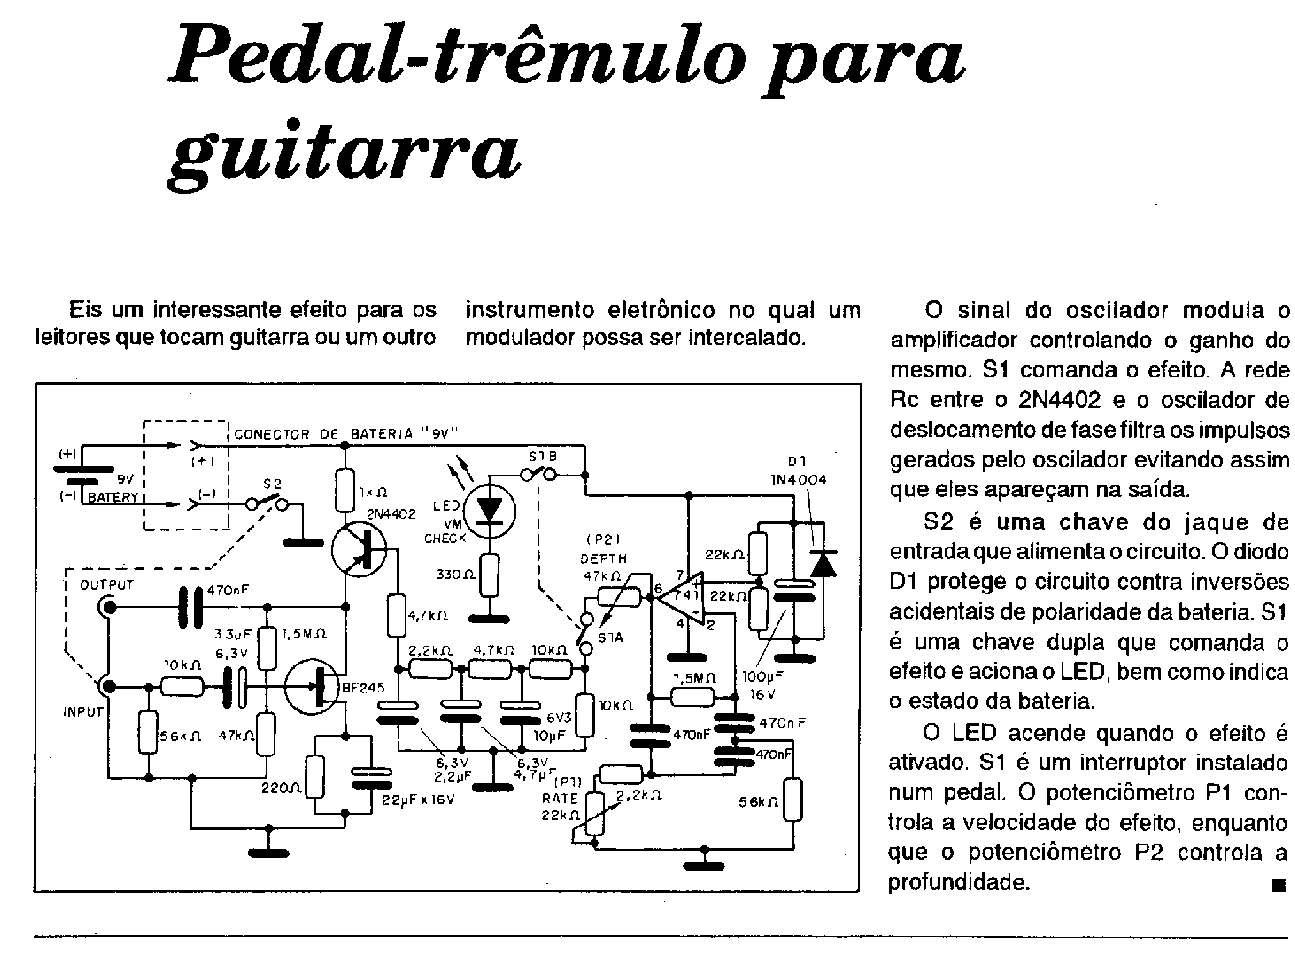 Pedal-trêmulo para
guitarra
Eis um interessante efeito para os
leitores que tocam guitarra ou um outro
instrumento eletrônico no qual um
modulador possa ser intercalado.
CONECTOR DE BATERIA "9V"
(+)
(+)
9V
(-)
BATERY
(-)
S2
1kΩ
2N4402
LED
VM
CHECK
S1B
330Ω
D1
1N4004
(P2)
DEPTH
47kΩ
22kΩ
22kΩ
7
6
741
+
-
4
2
OUTPUT
470nF
4,7kΩ
S1A
3,3µF
6,3V
1,5MΩ
10kΩ
BF245
2,2kΩ
4,7kΩ
10kΩ
1,5MΩ
100µF
16V
INPUT
56kΩ
47kΩ
6V3
10µF
10kΩ
470nF
470nF
470nF
220Ω
22µF x 16V
6,3V
2,2µF
6,3V
4,7µF
(P1)
RATE
22kΩ
2,2kΩ
56kΩ
O sinal do oscilador modula o
amplificador controlando o ganho do
mesmo. S1 comanda o efeito. A rede
Rc entre o 2N4402 e o oscilador de
deslocamento de fase filtra os impulsos
gerados pelo oscilador evitando assim
que eles apareçam na saída.
S2 é uma chave do jaque de
entrada que alimenta o circuito. O diodo
D1 protege o circuito contra inversões
acidentais de polaridade da bateria. S1
é uma chave dupla que comanda o
efeito e aciona o LED, bem como indica
o estado da bateria.
O LED acende quando o efeito é
ativado. S1 é um interruptor instalado
num pedal. O potenciômetro P1 con-
trola a velocidade do efeito, enquanto
que o potenciômetro P2 controla a
profundidade.